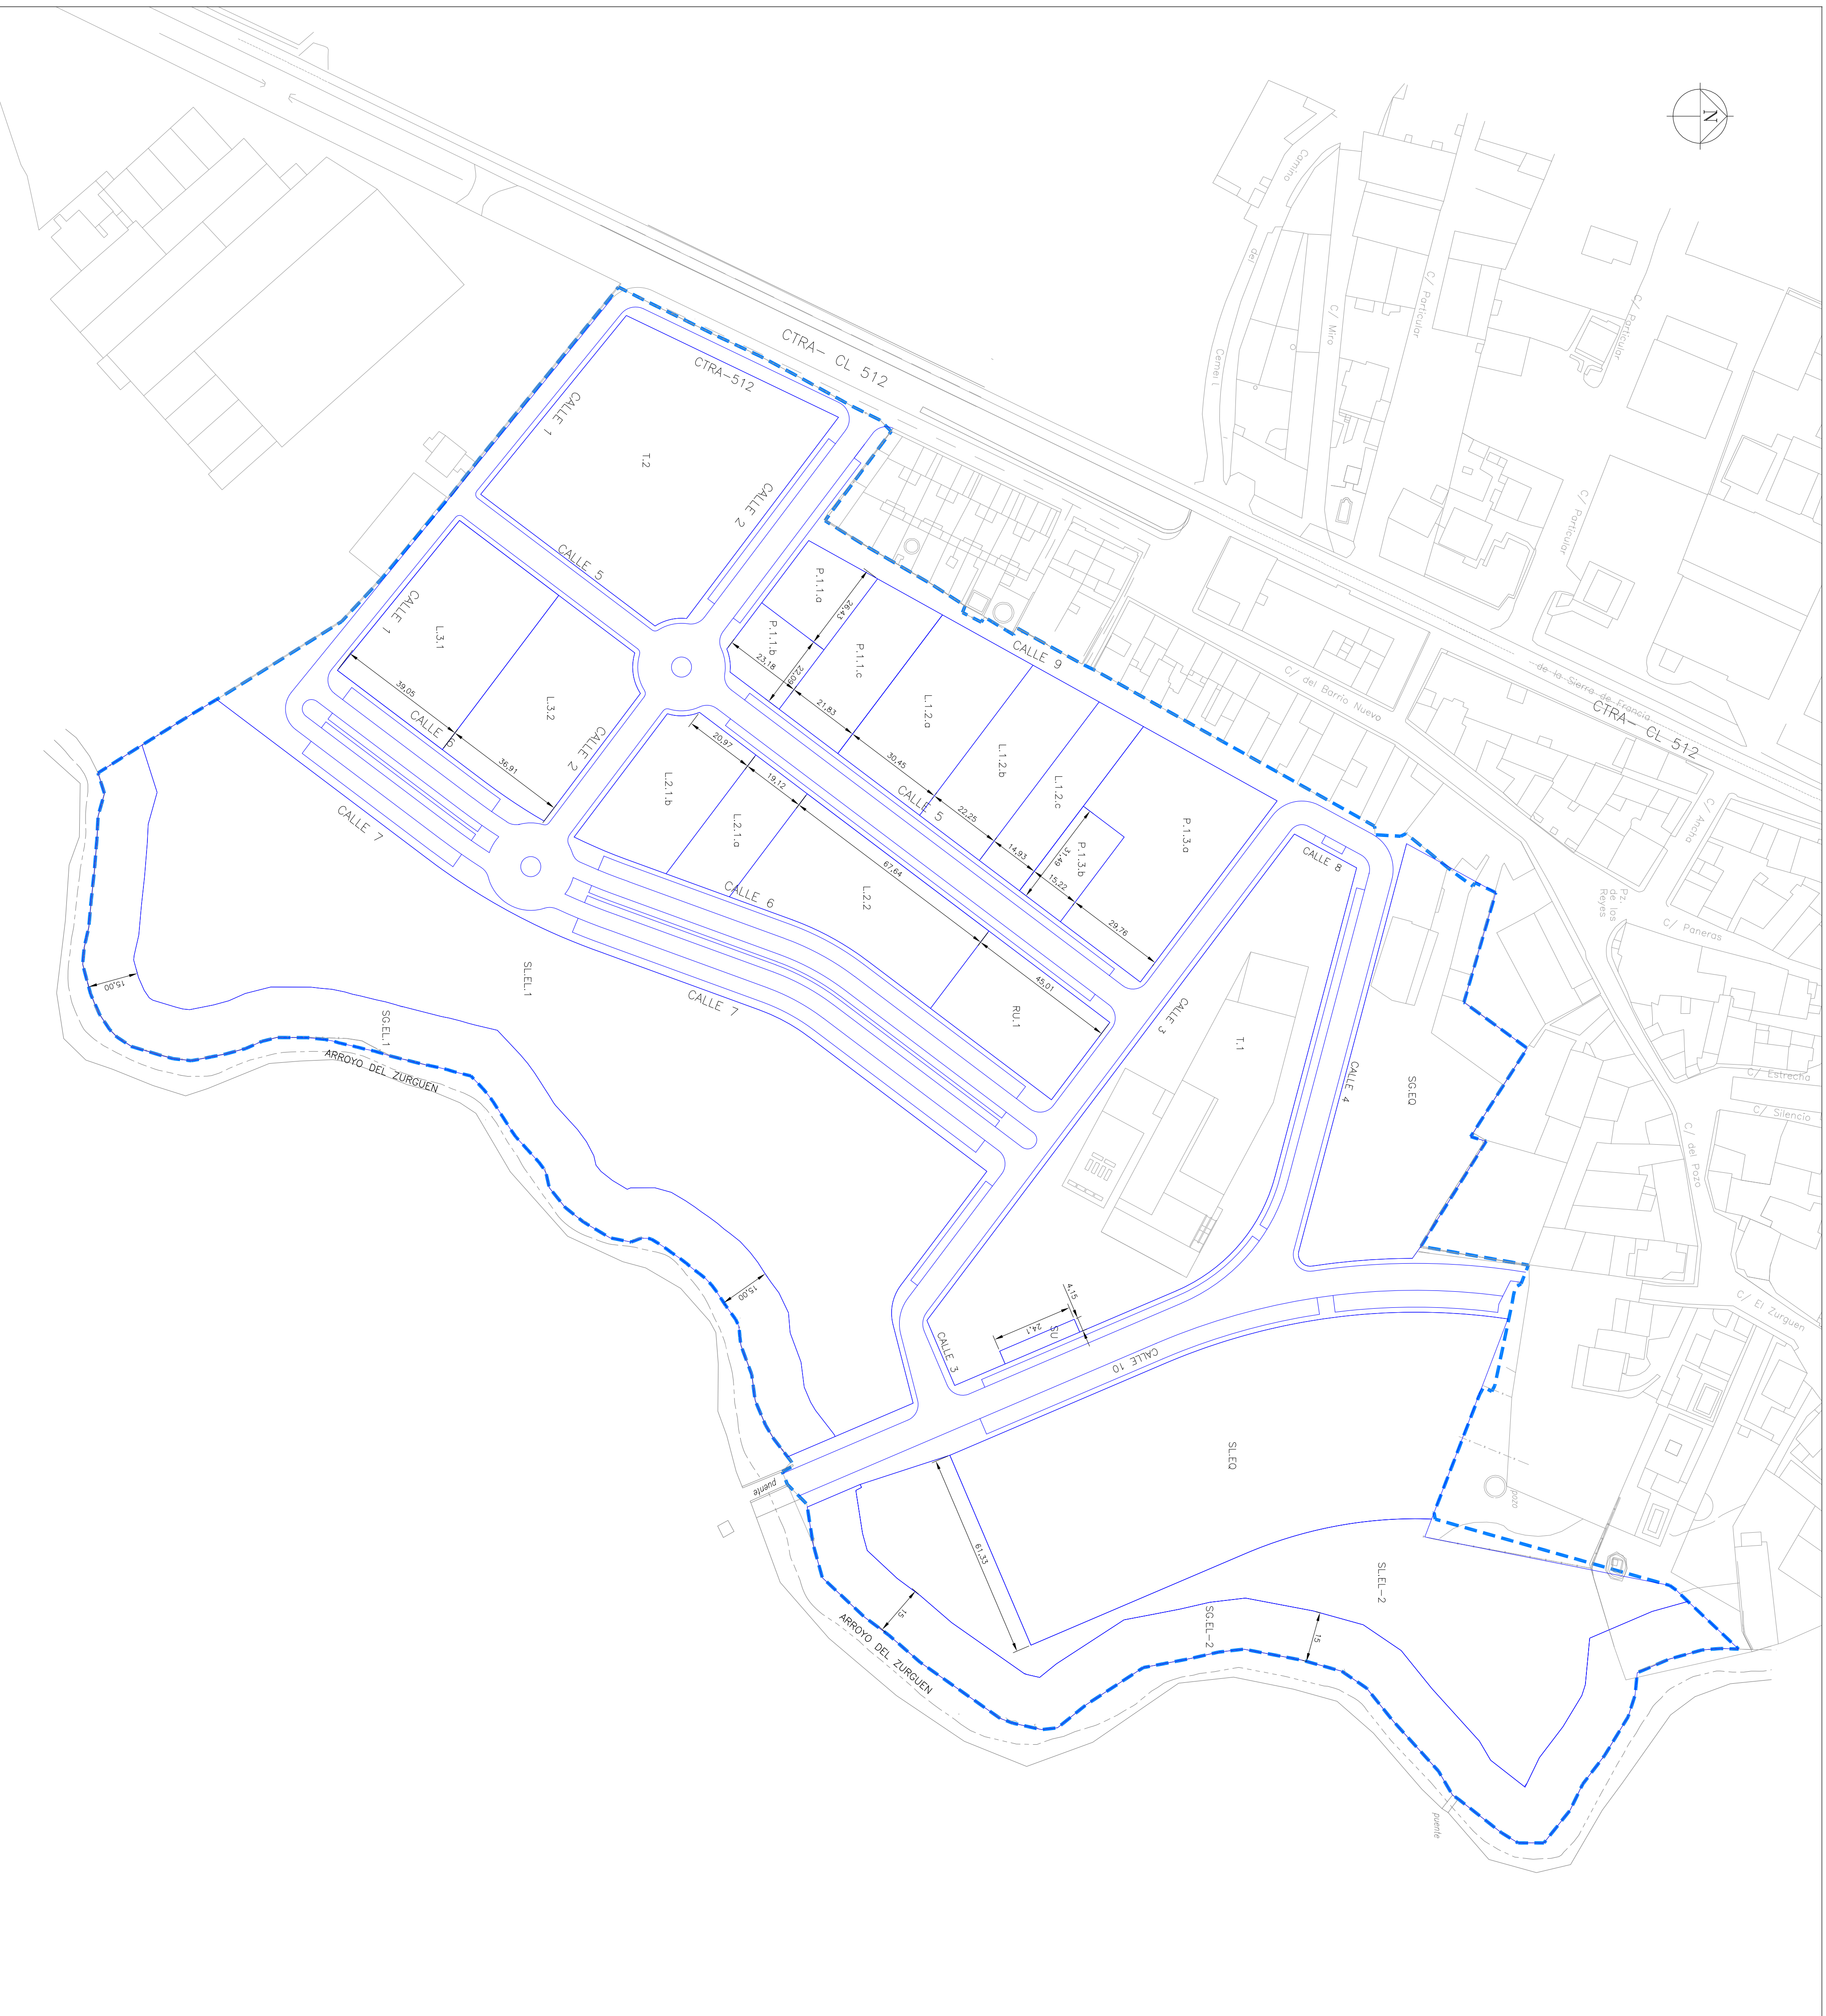 N
Camino
del
Cemei
C/ Miro
C/ Particular
C/ Particular
C/ Particular
CTRA- CL 512
CTRA-512
CALLE 1
T.2
CALLE 2
CALLE 5
CALLE 1
L.3.1
L.3.2
39,05
36,91
CALLE 6
CALLE 2
CALLE 7
P.1.1.a
26,43
P.1.1.b
22,09
23,18
P.1.1.c
21,83
L.1.2.a
30,45
CALLE 5
L.1.2.b
22,25
L.1.2.c
14,93
P.1.3.b
31,49
15,22
P.1.3.a
29,76
CALLE 9
C/ del Barrio Nuevo
de la Sierra de Francia
CTRA- CL 512
C/ Ancha
Pz.
de los
Reyes
C/ Paneras
C/ Estrecha
C/ Silencio
C/ del Pozo
C/ El Zurguen
20,97
19,12
67,64
45,01
L.2.1.b
L.2.1.a
L.2.2
RU.1
CALLE 6
CALLE 7
CALLE 8
CALLE 3
T.1
CALLE 4
SG.EQ
SL.EL.1
SG.EL.1
15,00
ARROYO DEL ZURGUEN
15,00
4,15
24,1
SU
CALLE 3
CALLE 10
SL.EQ
61,33
puente
pozo
SL.EL-2
SG.EL-2
15
15
ARROYO DEL ZURGUEN
puente